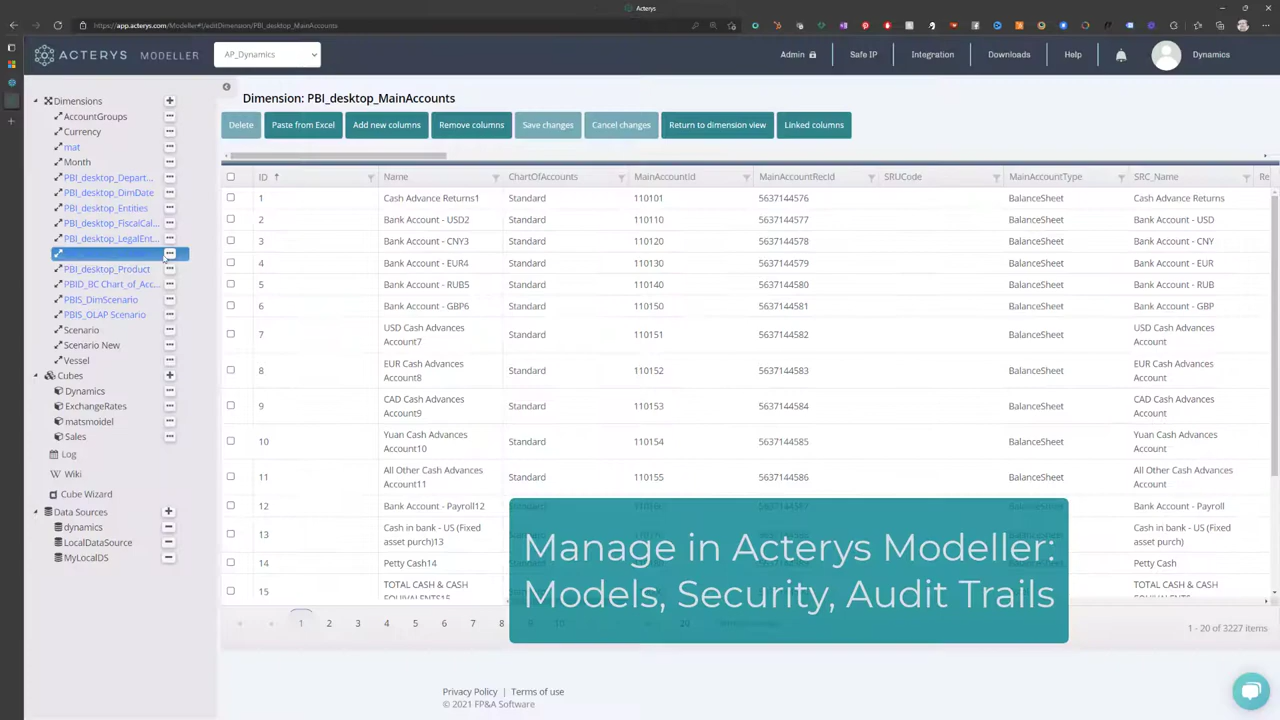 Acterys
https://app.acterys.com/Modeller#!/editDimension/PBI_desktop_MainAccounts
ACTERYS MODELLER
AP_Dynamics
Admin
Safe IP
Integration
Downloads
Help
Dynamics
Dimensions
AccountGroups
Currency
mat
Month
PBI_desktop_Depart...
PBI_desktop_DimDate
PBI_desktop_Entities
PBI_desktop_FiscalCal...
PBI_desktop_LegalEnt...
PBI_desktop_Product
PBID_BC Chart_of_Acc...
PBIS_DimScenario
PBIS_OLAP Scenario
Scenario
Scenario New
Vessel
Cubes
Dynamics
ExchangeRates
matsmoidel
Sales
Log
Wiki
Cube Wizard
Data Sources
dynamics
LocalDataSource
MyLocalDS
Dimension: PBI_desktop_MainAccounts
Delete Paste from Excel Add new columns Remove columns Save changes Cancel changes Return to dimension view Linked columns
ID Name ChartOfAccounts MainAccountId MainAccountRecId SRUCode MainAccountType SRC_Name Re
1 Cash Advance Returns1 Standard 110101 5637144576 BalanceSheet Cash Advance Returns
2 Bank Account - USD2 Standard 110110 5637144577 BalanceSheet Bank Account - USD
3 Bank Account - CNY3 Standard 110120 5637144578 BalanceSheet Bank Account - CNY
4 Bank Account - EUR4 Standard 110130 5637144579 BalanceSheet Bank Account - EUR
5 Bank Account - RUB5 Standard 110140 5637144580 BalanceSheet Bank Account - RUB
6 Bank Account - GBP6 Standard 110150 5637144581 BalanceSheet Bank Account - GBP
7 USD Cash Advances Account7 Standard 110151 5637144582 BalanceSheet USD Cash Advances Account
8 EUR Cash Advances Account8 Standard 110152 5637144583 BalanceSheet EUR Cash Advances Account
9 CAD Cash Advances Account9 Standard 110153 5637144584 BalanceSheet CAD Cash Advances Account
10 Yuan Cash Advances Account10 Standard 110154 5637144585 BalanceSheet Yuan Cash Advances Account
11 All Other Cash Advances Account11 Standard 110155 5637144586 BalanceSheet All Other Cash Advances Account
12 Bank Account - Payroll12 BalanceSheet Bank Account - Payroll
13 Cash in bank - US (Fixed asset purch)13 Cash in bank - US (Fixed asset purch)
14 Petty Cash14 Petty Cash
15 TOTAL CASH & CASH EQUIVALENTS15 TOTAL CASH & CASH EQUIVALENTS
Manage in Acterys Modeller:
Models, Security, Audit Trails
1 2 3 4 5 6 7 8 9 10 20
1 - 20 of 3227 items
Privacy Policy | Terms of use
© 2021 FP&A Software